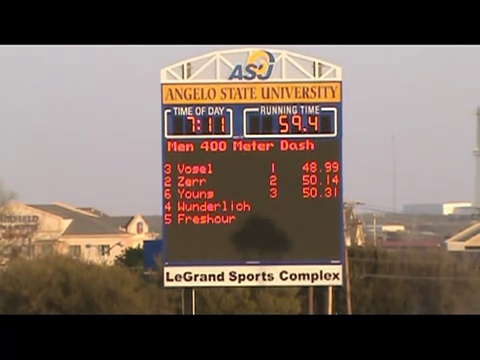 ASU
ANGELO STATE UNIVERSITY
TIME OF DAY RUNNING TIME
7:11 59.4
Men 400 Meter Dash
3 Vogel 1 48.99
2 Zerr 2 50.14
6 Young 3 50.31
4 Wunderlich
5 Freshour
LeGrand Sports Complex